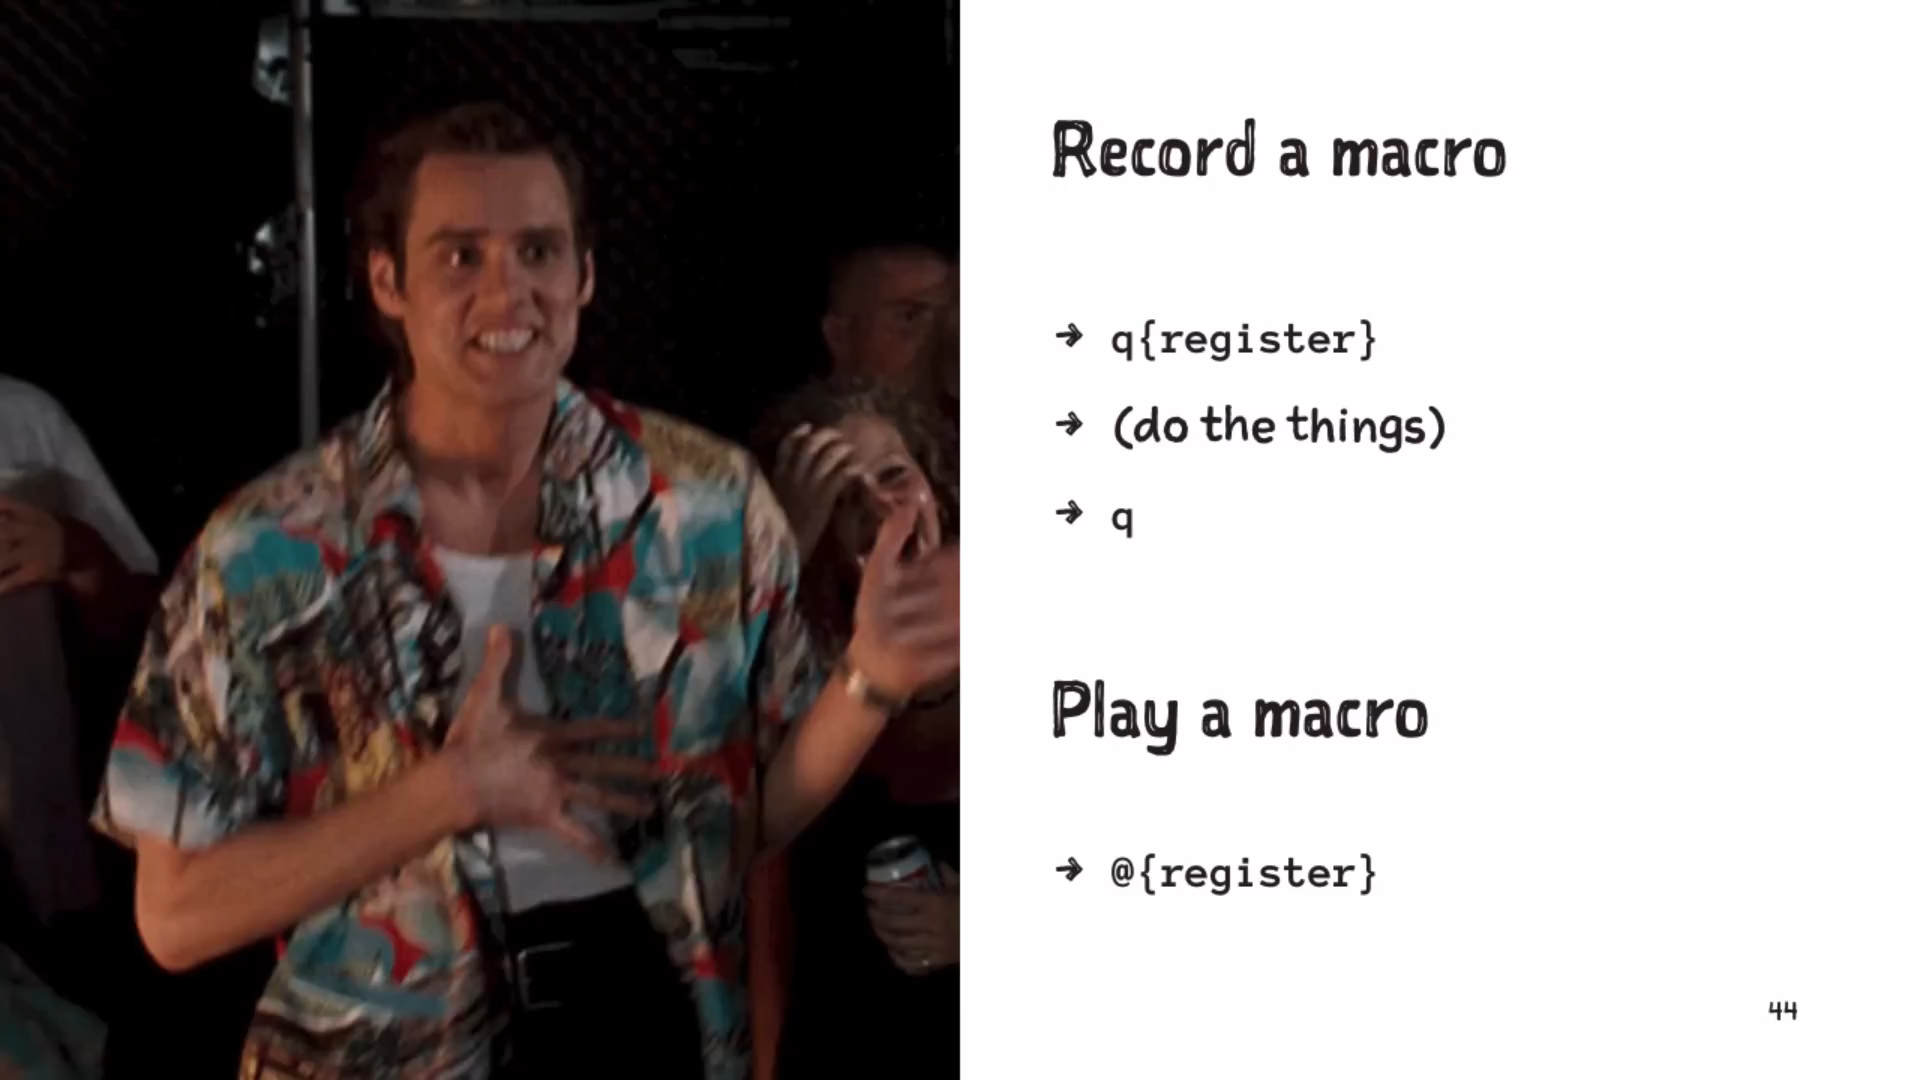 Record a macro
→ q{register}
→ (do the things)
→ q
Play a macro
→ @{register}
44